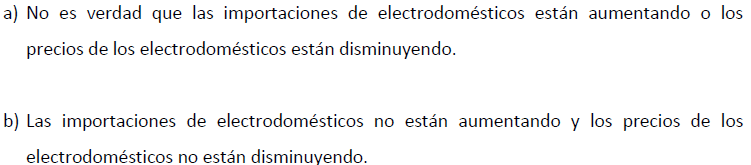 a) No es verdad que las importaciones de electrodomésticos están aumentando o los
precios de los electrodomésticos están disminuyendo.
b) Las importaciones de electrodomésticos no están aumentando y los precios de los
electrodomésticos no están disminuyendo.